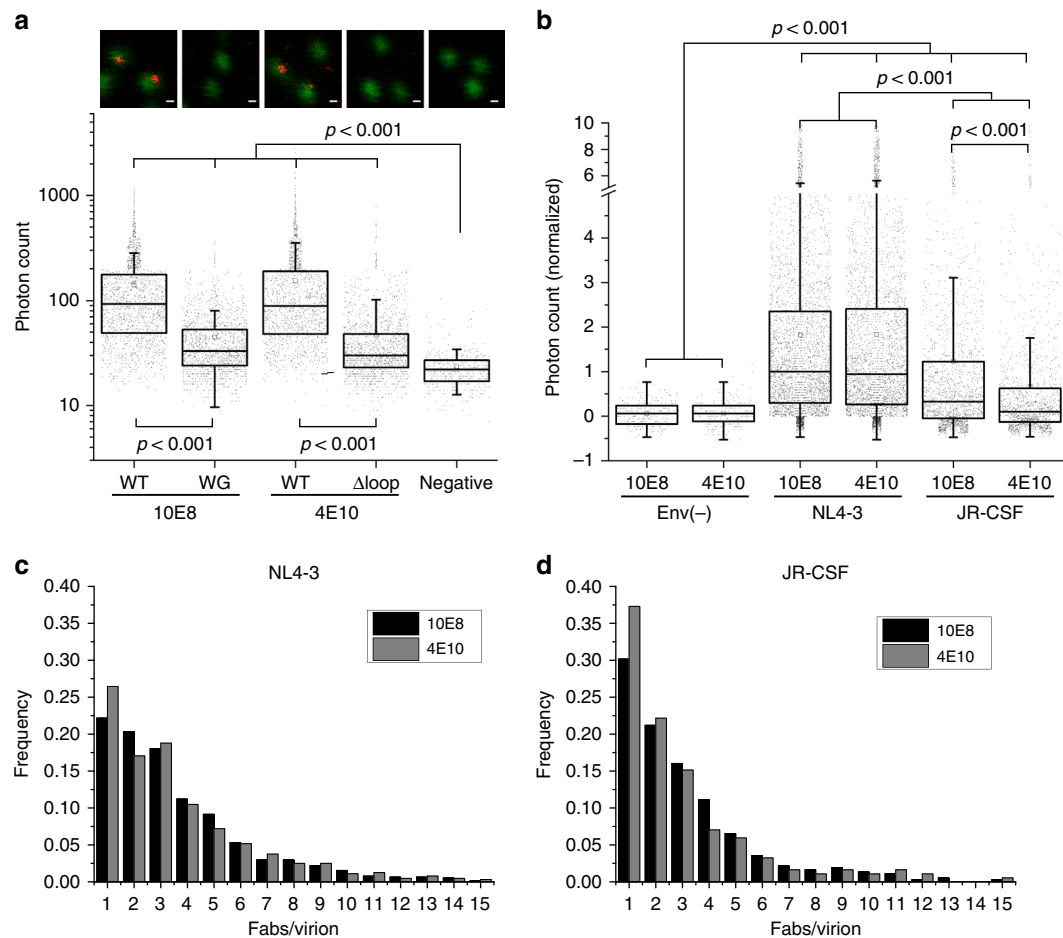 a
p < 0.001
1000
100
10
Photon count
p < 0.001
p < 0.001
WT WG WT Δloop Negative
10E8 4E10
b
p < 0.001
p < 0.001
p < 0.001
10
8
6
4
3
2
1
0
−1
Photon count (normalized)
10E8 4E10 10E8 4E10 10E8 4E10
Env(−) NL4-3 JR-CSF
c
NL4-3
10E8
4E10
0.40
0.35
0.30
0.25
0.20
0.15
0.10
0.05
0.00
Frequency
1 2 3 4 5 6 7 8 9 10 11 12 13 14 15
Fabs/virion
d
JR-CSF
10E8
4E10
0.40
0.35
0.30
0.25
0.20
0.15
0.10
0.05
0.00
Frequency
1 2 3 4 5 6 7 8 9 10 11 12 13 14 15
Fabs/virion